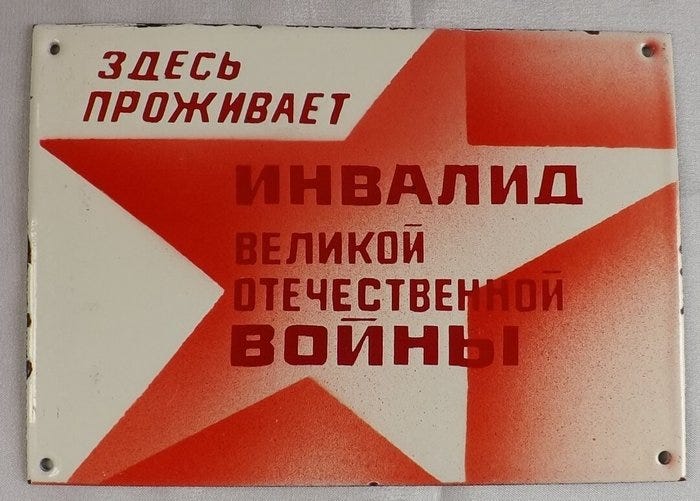 ЗДЕСЬ
ПРОЖИВАЕТ
ИНВАЛИД
ВЕЛИКОЙ
ОТЕЧЕСТВЕННОЙ
ВОЙНЫ